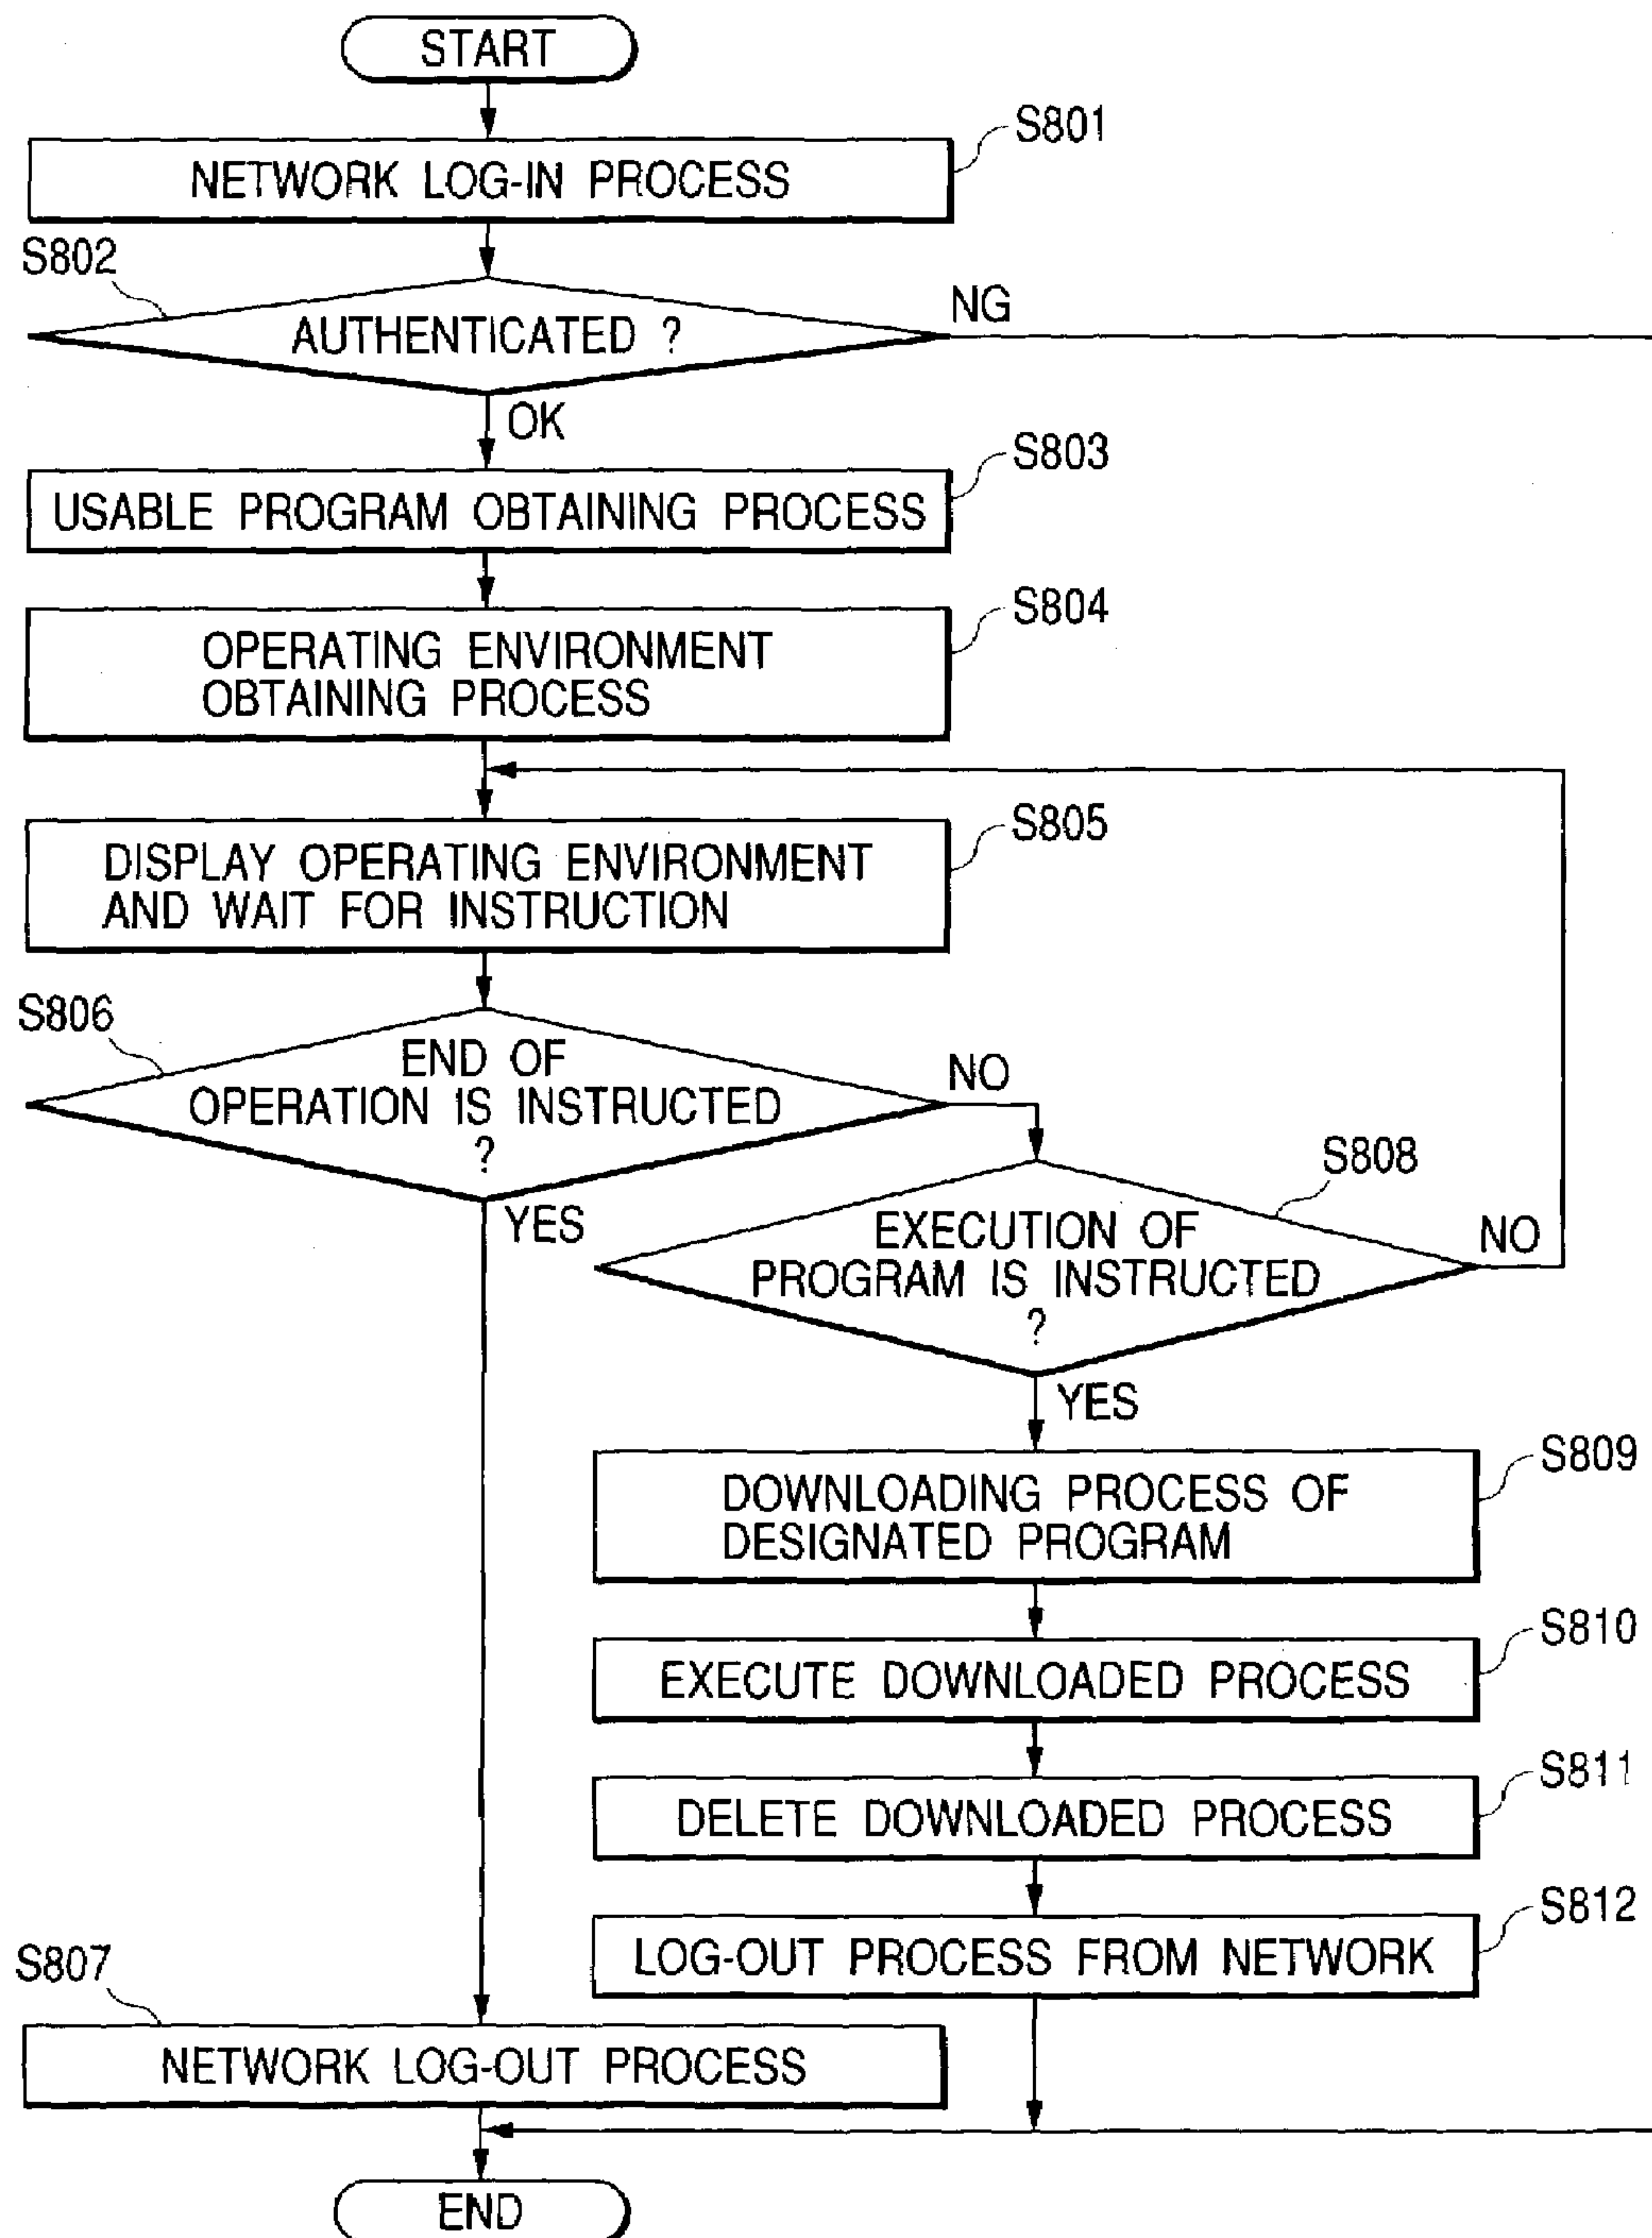 START
S801
NETWORK LOG-IN PROCESS
S802
AUTHENTICATED ?
NG
OK
S803
USABLE PROGRAM OBTAINING PROCESS
S804
OPERATING ENVIRONMENT
OBTAINING PROCESS
S805
DISPLAY OPERATING ENVIRONMENT
AND WAIT FOR INSTRUCTION
S806
END OF
OPERATION IS INSTRUCTED
?
NO
YES
S808
EXECUTION OF
PROGRAM IS INSTRUCTED
?
NO
YES
S809
DOWNLOADING PROCESS OF
DESIGNATED PROGRAM
S810
EXECUTE DOWNLOADED PROCESS
S811
DELETE DOWNLOADED PROCESS
S812
LOG-OUT PROCESS FROM NETWORK
S807
NETWORK LOG-OUT PROCESS
END